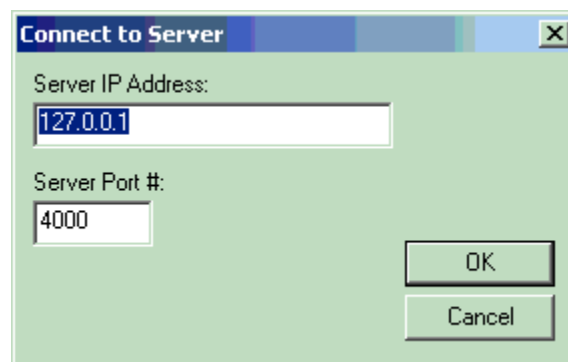 Connect to Server
Server IP Address:
127.0.0.1
Server Port #:
4000
OK
Cancel